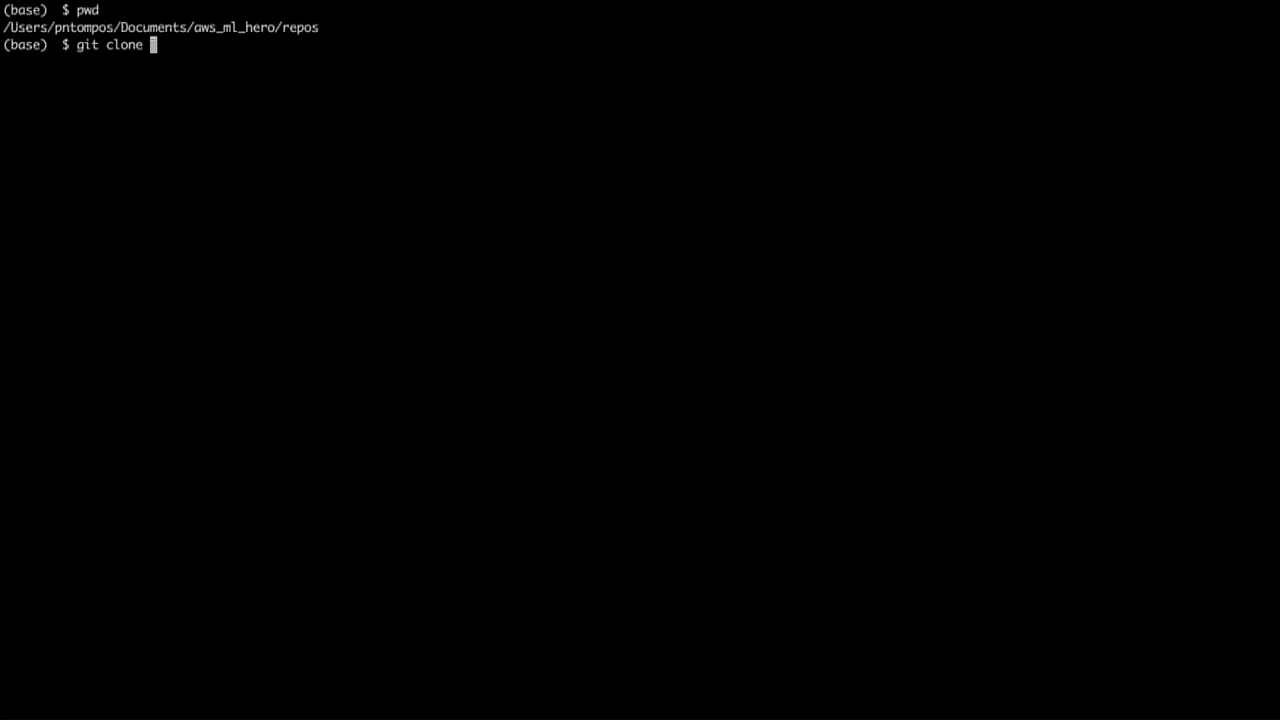 (base)  $ pwd
/Users/pntompos/Documents/aws_ml_hero/repos
(base)  $ git clone